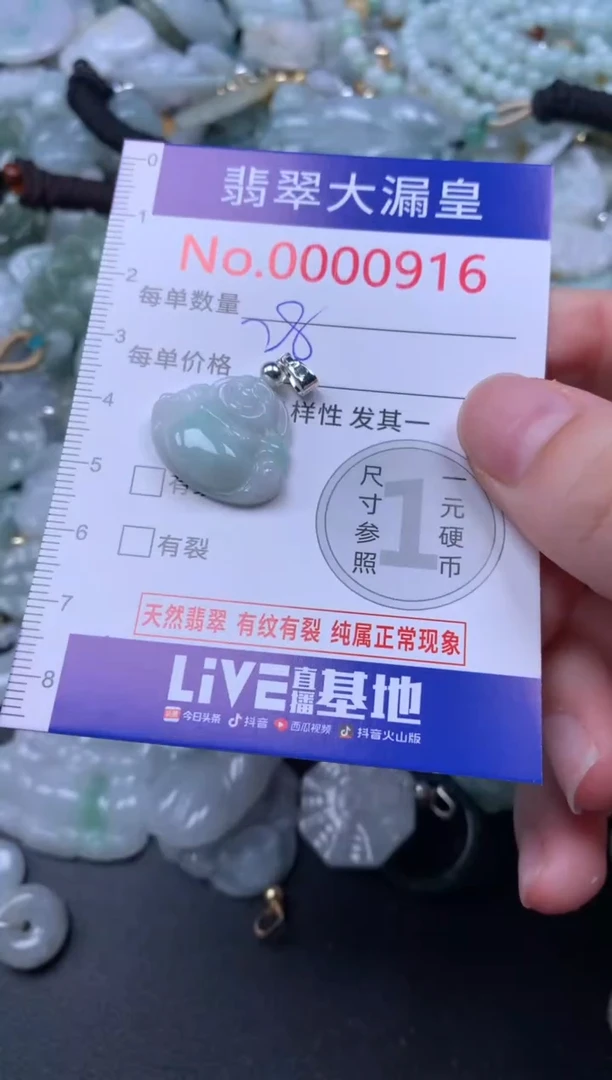 翡翠大漏皇
No.0000916
每单数量
28
每单价格
样性 发其一
有裂
尺寸参照
1
一元硬币
天然翡翠 有纹有裂 纯属正常现象
LiVE直播基地
今日头条 抖音 西瓜视频 抖音火山版
0
1
2
3
4
5
6
7
8